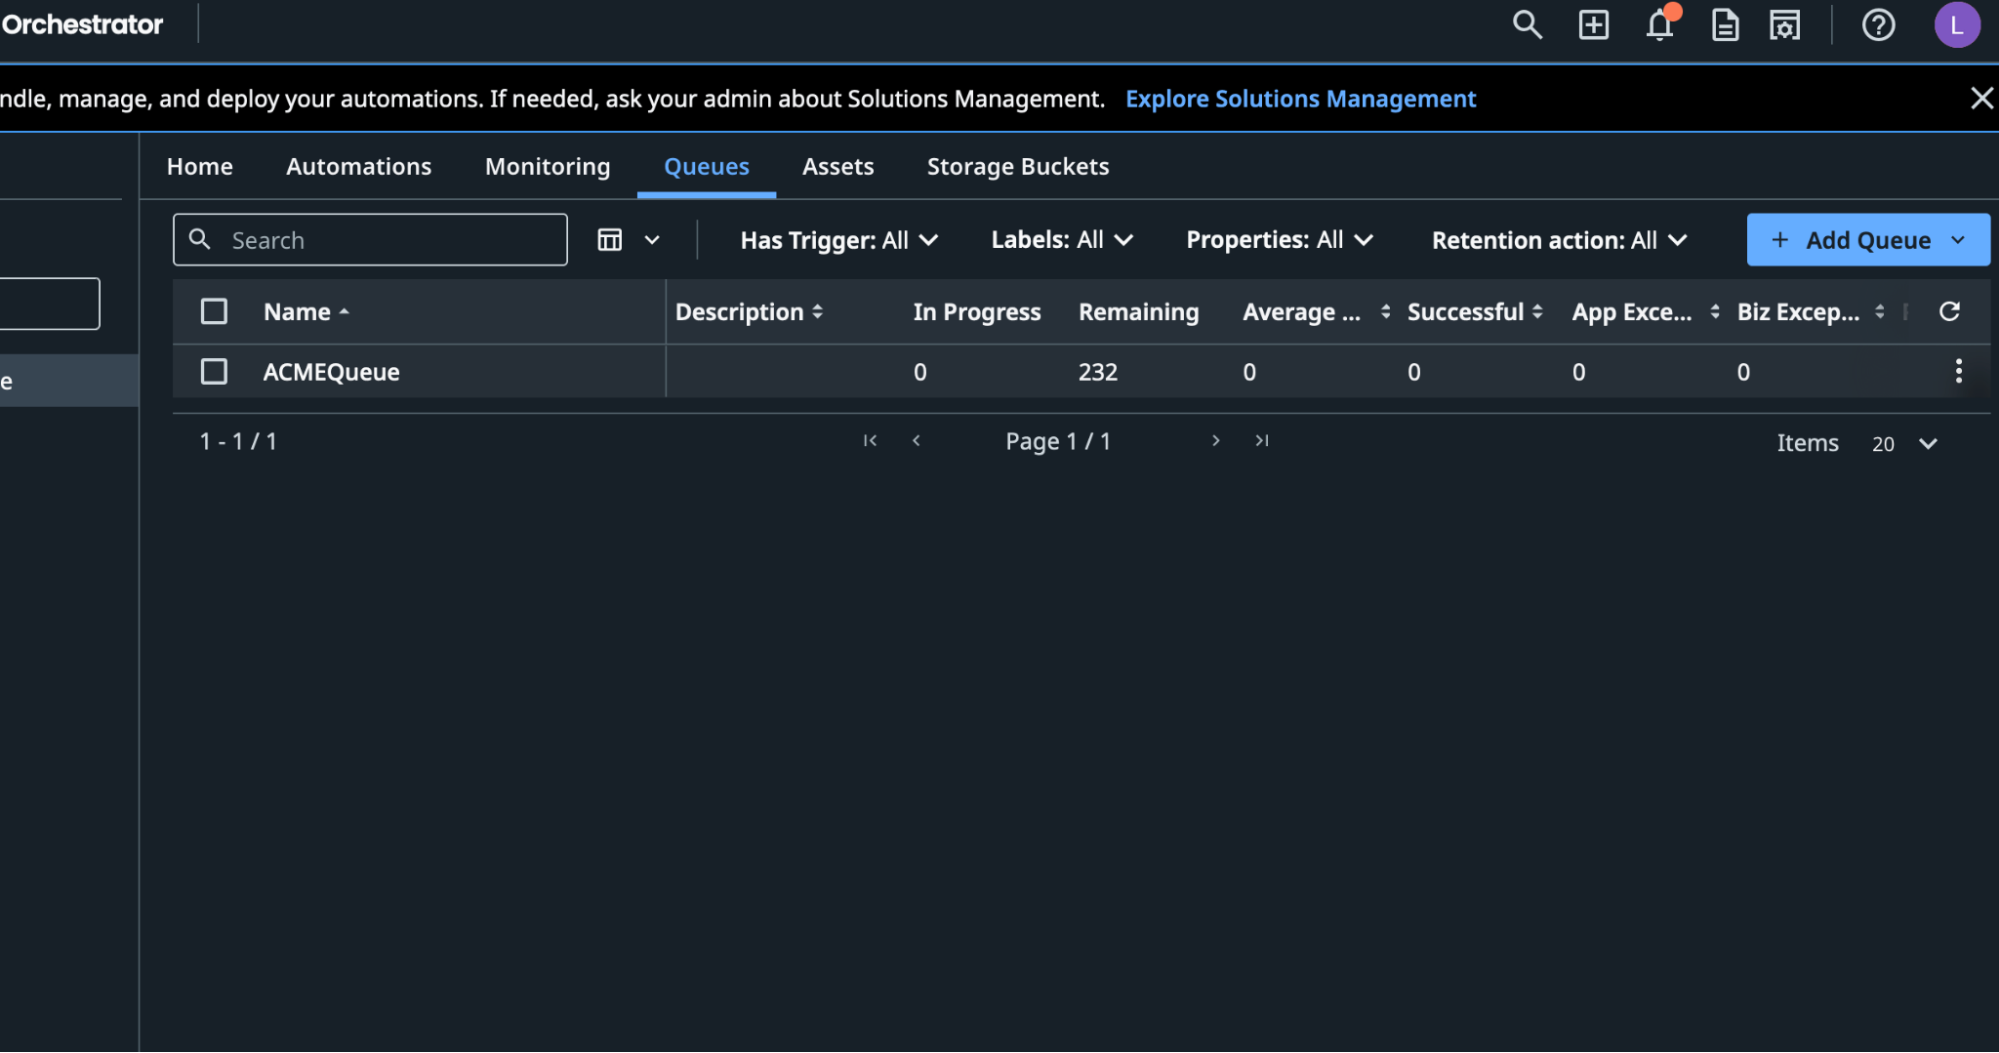 Orchestrator
L
ndle, manage, and deploy your automations. If needed, ask your admin about Solutions Management. Explore Solutions Management
Home Automations Monitoring Queues Assets Storage Buckets
Search Has Trigger: All Labels: All Properties: All Retention action: All + Add Queue
Name Description In Progress Remaining Average ... Successful App Exce... Biz Excep...
e
ACMEQueue 0 232 0 0 0 0
1 - 1 / 1 Page 1 / 1 Items 20